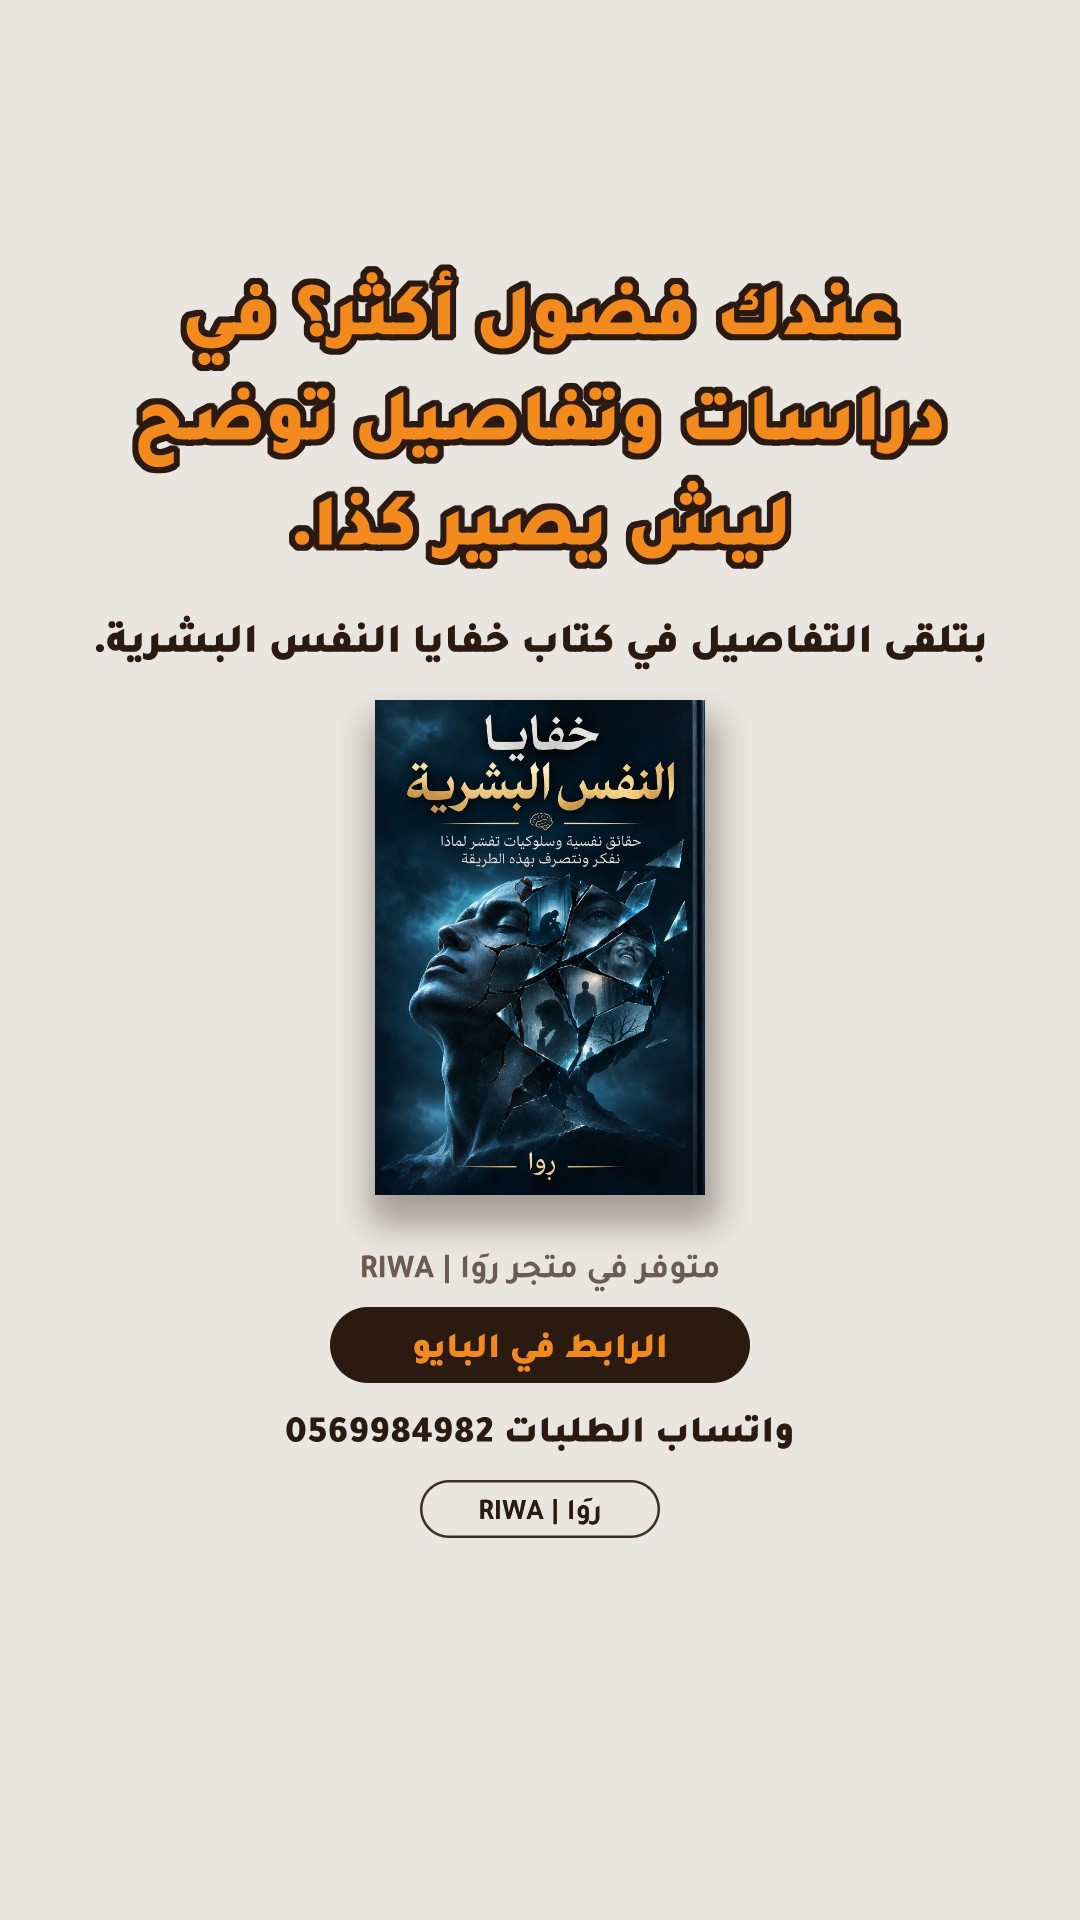 عندك فضول أكثر؟ في
دراسات وتفاصيل توضح
ليش يصير كذا.
بتلقى التفاصيل في كتاب خفايا النفس البشرية.
خفايا
النفس البشرية
حقائق نفسية وسلوكيات تفسّر لماذا
نفكر ونتصرف بهذه الطريقة
رِوا
متوفر في متجر روَا | RIWA
الرابط في البايو
واتساب الطلبات 0569984982
روَا | RIWA